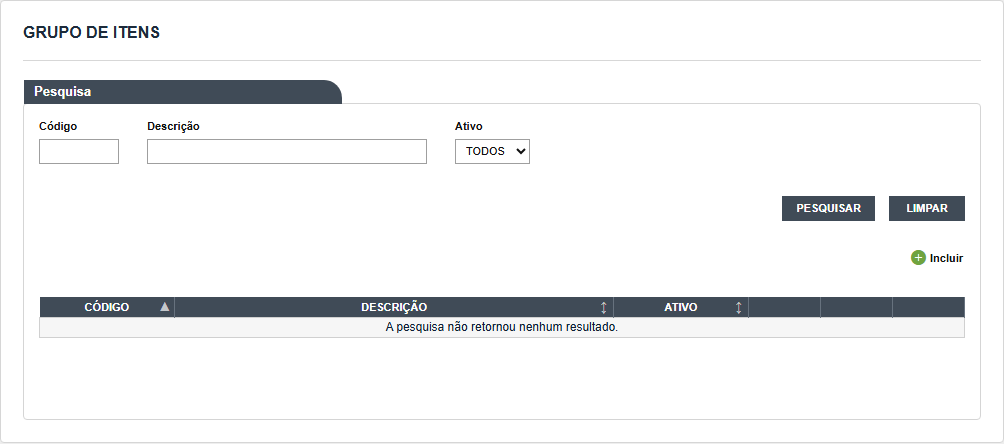 GRUPO DE ITENS
Pesquisa
Código Descrição Ativo
TODOS
PESQUISAR LIMPAR
Incluir
CÓDIGO DESCRIÇÃO ATIVO
A pesquisa não retornou nenhum resultado.